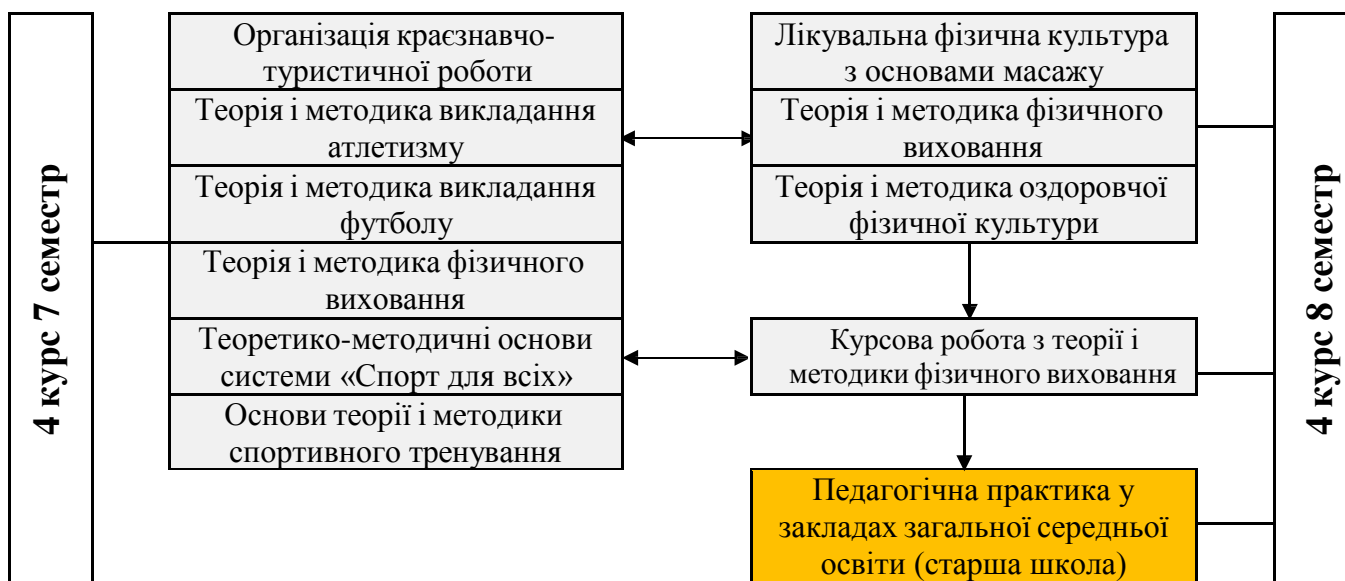 4 курс 7 семестр
Організація краєзнавчо-
туристичної роботи
Теорія і методика викладання
атлетизму
Теорія і методика викладання
футболу
Теорія і методика фізичного
виховання
Теоретико-методичні основи
системи «Спорт для всіх»
Основи теорії і методики
спортивного тренування
Лікувальна фізична культура
з основами масажу
Теорія і методика фізичного
виховання
Теорія і методика оздоровчої
фізичної культури
Курсова робота з теорії і
методики фізичного виховання
Педагогічна практика у
закладах загальної середньої
освіти (старша школа)
4 курс 8 семестр